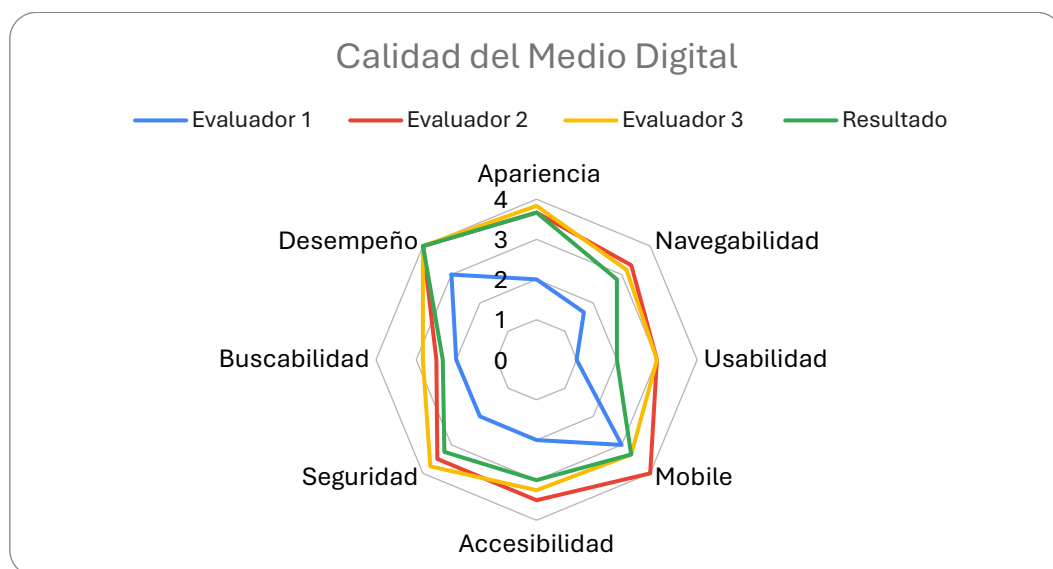 Calidad del Medio Digital
Evaluador 1 Evaluador 2 Evaluador 3 Resultado
Apariencia
4
Desempeño 3 Navegabilidad
2
1
Buscabilidad 0 Usabilidad
Seguridad Mobile
Accesibilidad